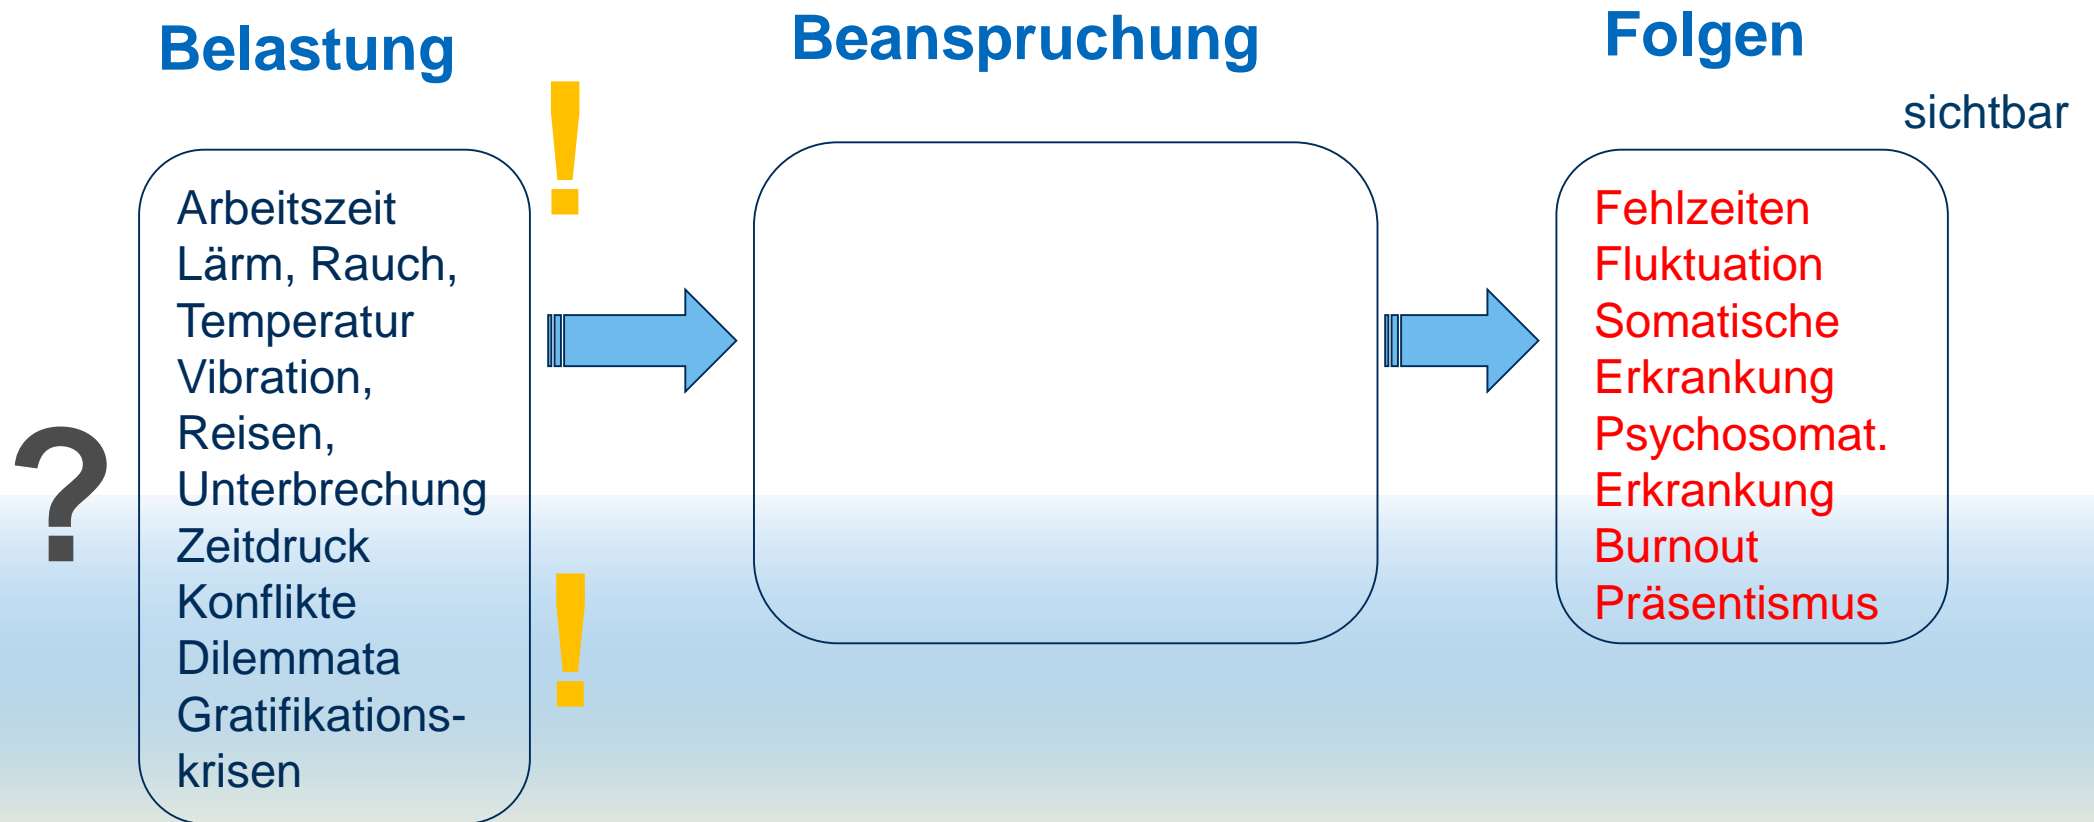 Belastung
Beanspruchung
Folgen
sichtbar
!
Arbeitszeit
Lärm, Rauch,
Temperatur
Vibration,
Reisen,
Unterbrechung
Zeitdruck
Konflikte
Dilemmata
Gratifikations-
krisen
?
!
Fehlzeiten
Fluktuation
Somatische
Erkrankung
Psychosomat.
Erkrankung
Burnout
Präsentismus